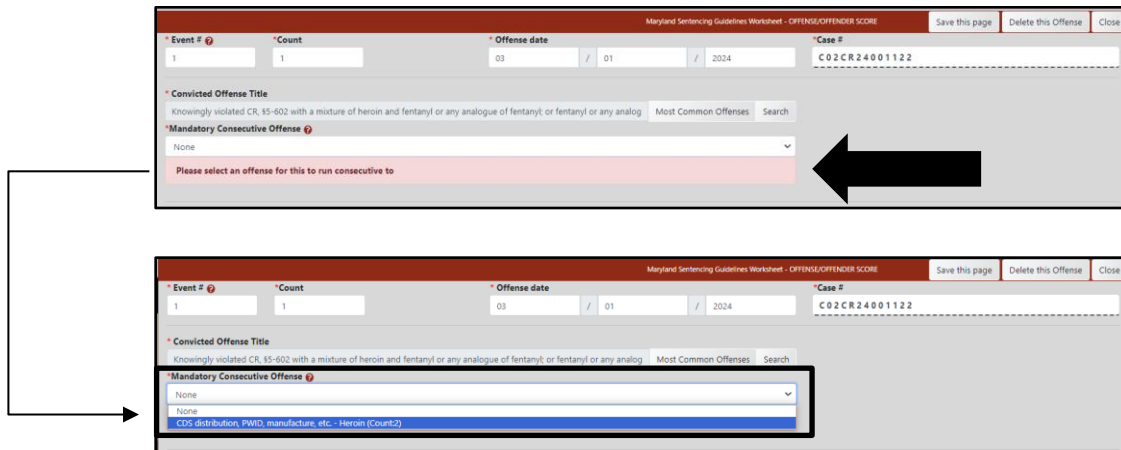 Maryland Sentencing Guidelines Worksheet - OFFENSE/OFFENDER SCORE Save this page Delete this Offense Close
* Event # *Count * Offense date *Case #
1 1 03 / 01 / 2024 C02CR24001122
* Convicted Offense Title
Knowingly violated CR, §5-602 with a mixture of heroin and fentanyl or any analogue of fentanyl; or fentanyl or any analog Most Common Offenses Search
*Mandatory Consecutive Offense
None
Please select an offense for this to run consecutive to
Maryland Sentencing Guidelines Worksheet - OFFENSE/OFFENDER SCORE Save this page Delete this Offense Close
* Event # *Count * Offense date *Case #
1 1 03 / 01 / 2024 C02CR24001122
* Convicted Offense Title
Knowingly violated CR, §5-602 with a mixture of heroin and fentanyl or any analogue of fentanyl; or fentanyl or any analog Most Common Offenses Search
*Mandatory Consecutive Offense
None
None
CDS distribution, PWID, manufacture, etc. - Heroin (Count:2)